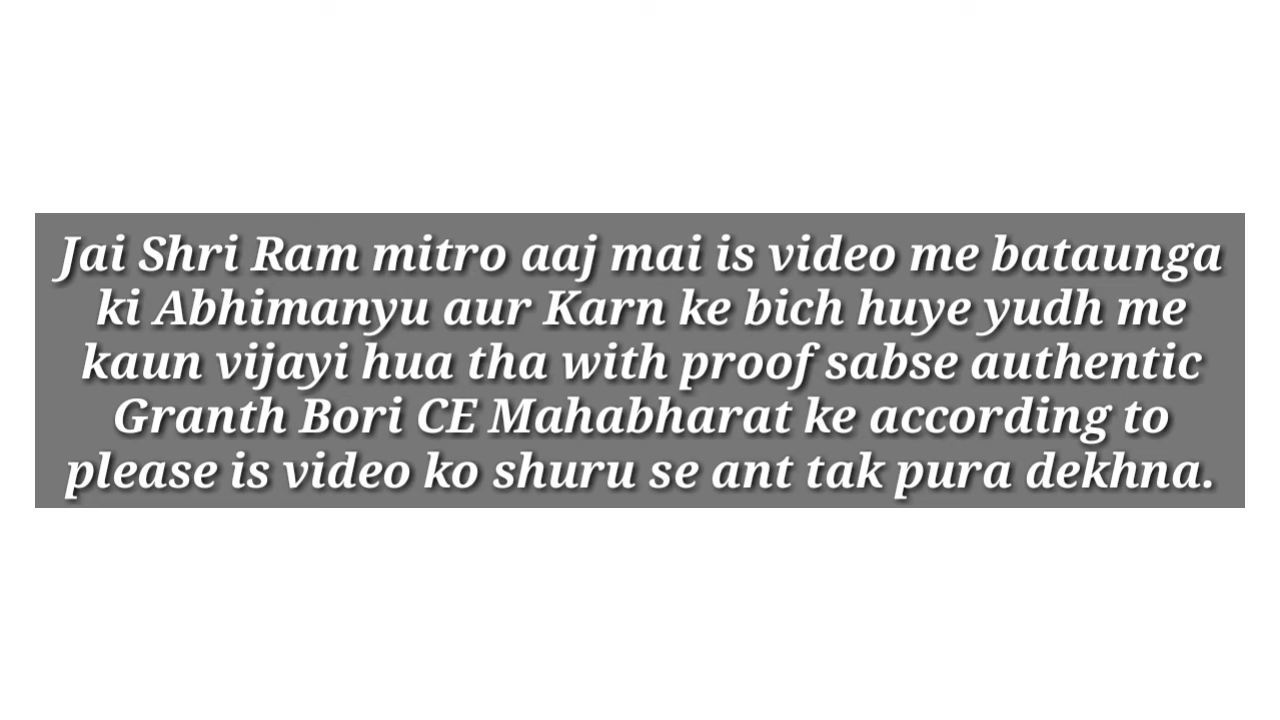 Jai Shri Ram mitro aaj mai is video me bataunga
ki Abhimanyu aur Karn ke bich huye yudh me
kaun vijayi hua tha with proof sabse authentic
Granth Bori CE Mahabharat ke according to
please is video ko shuru se ant tak pura dekhna.